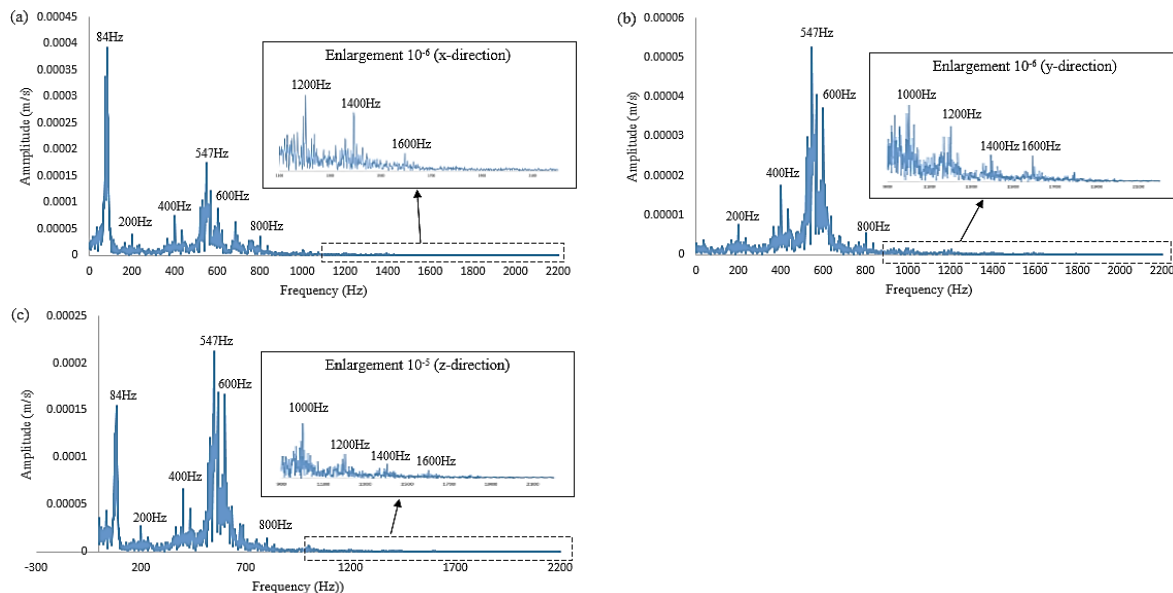 (a)
0.00045
0.0004
0.00035
0.0003
0.00025
0.0002
0.00015
0.0001
0.00005
0
Amplitude (m/s)
84Hz
200Hz
400Hz
547Hz
600Hz
800Hz
Enlargement 10⁻⁶ (x-direction)
1200Hz
1400Hz
1600Hz
0 200 400 600 800 1000 1200 1400 1600 1800 2000 2200
Frequency (Hz)
(b)
0.00006
0.00005
0.00004
0.00003
0.00002
0.00001
0
Amplitude (m/s)
200Hz
400Hz
547Hz
600Hz
800Hz
Enlargement 10⁻⁶ (y-direction)
1000Hz
1200Hz
1400Hz 1600Hz
0 200 400 600 800 1000 1200 1400 1600 1800 2000 2200
Frequency (Hz)
(c)
0.00025
0.0002
0.00015
0.0001
0.00005
0
Amplitude (m/s)
84Hz
200Hz
400Hz
547Hz
600Hz
800Hz
Enlargement 10⁻⁵ (z-direction)
1000Hz
1200Hz
1400Hz
1600Hz
-300 200 700 1200 1700 2200
Frequency (Hz))